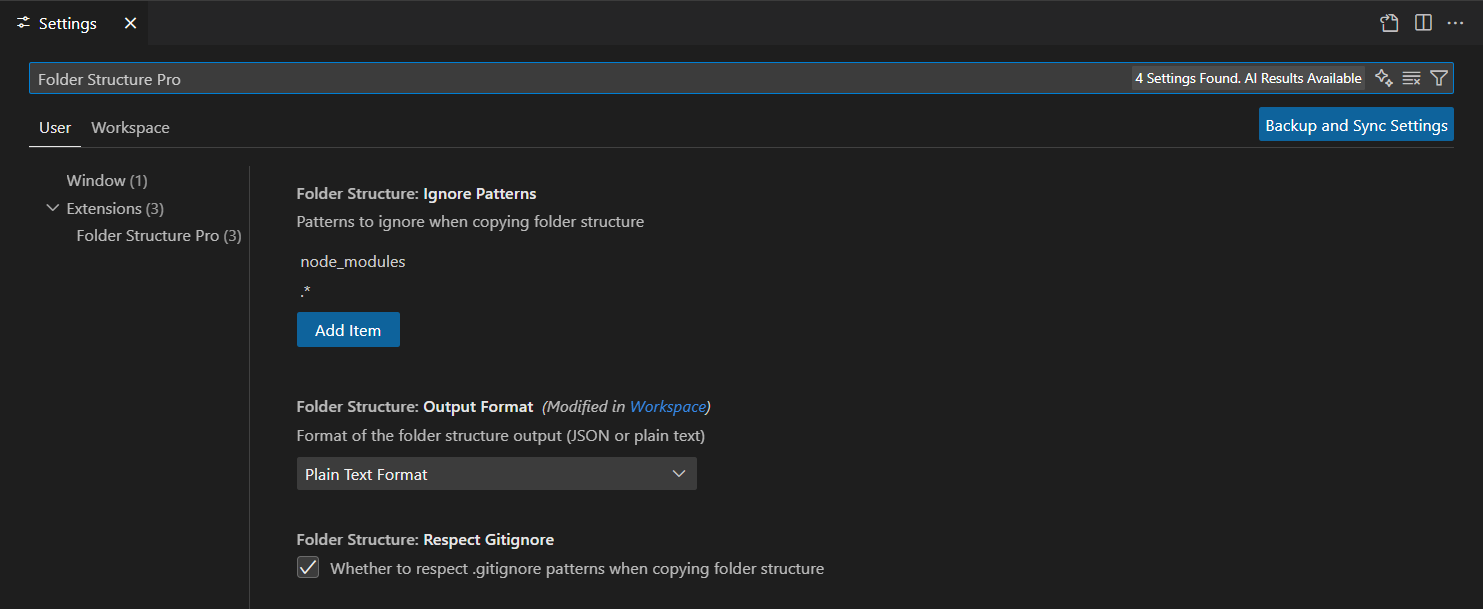 Settings
Folder Structure Pro
4 Settings Found. AI Results Available
User Workspace
Backup and Sync Settings
Window (1)
Extensions (3)
Folder Structure Pro (3)
Folder Structure: Ignore Patterns
Patterns to ignore when copying folder structure
node_modules
.*
Add Item
Folder Structure: Output Format (Modified in Workspace)
Format of the folder structure output (JSON or plain text)
Plain Text Format
Folder Structure: Respect Gitignore
Whether to respect .gitignore patterns when copying folder structure